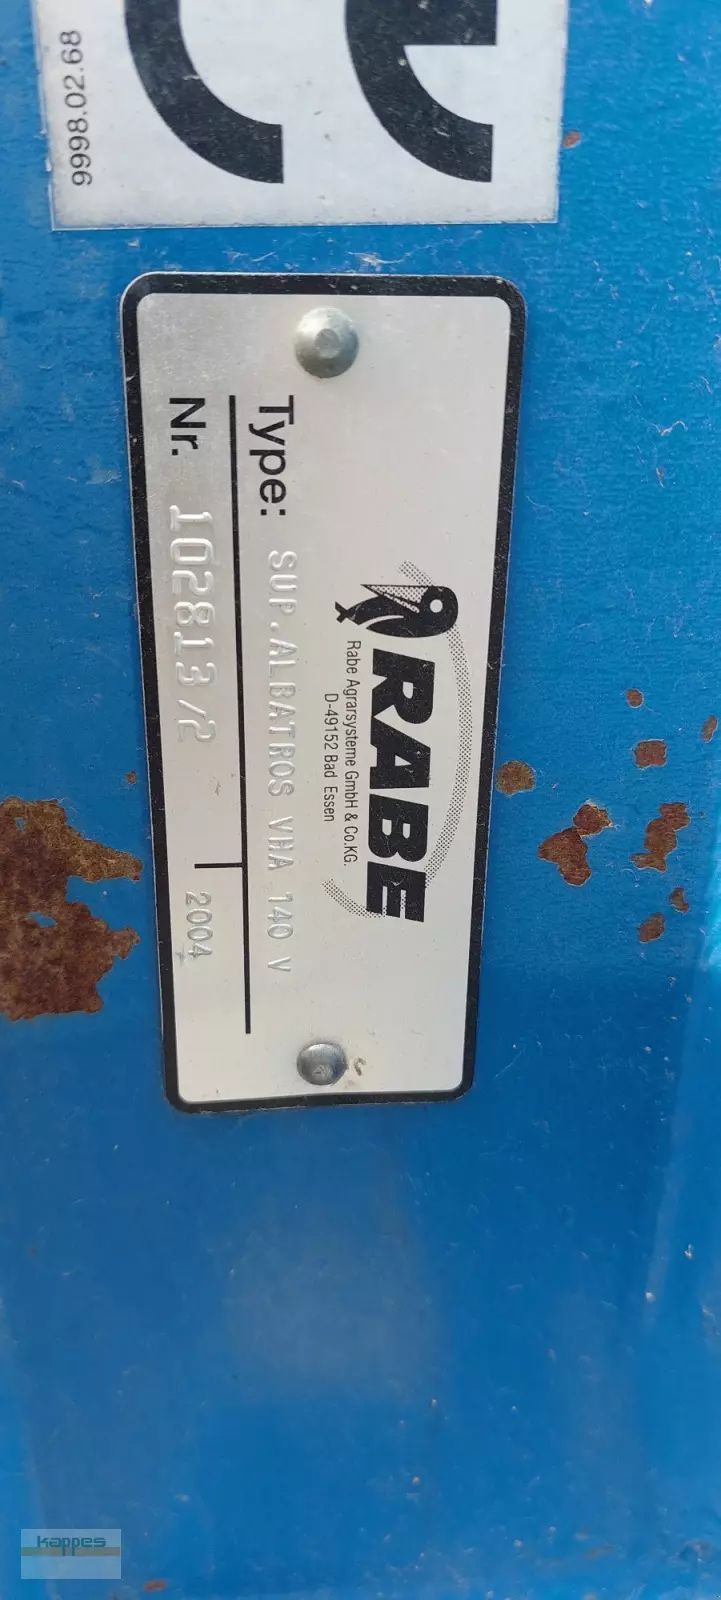 CE
9998.02.68
RABE
Rabe Agrarsysteme GmbH & Co.KG.
D-49152 Bad Essen
Type: SUP.ALBATROS VHA 140 V
Nr. 102813/2 2004
kappes